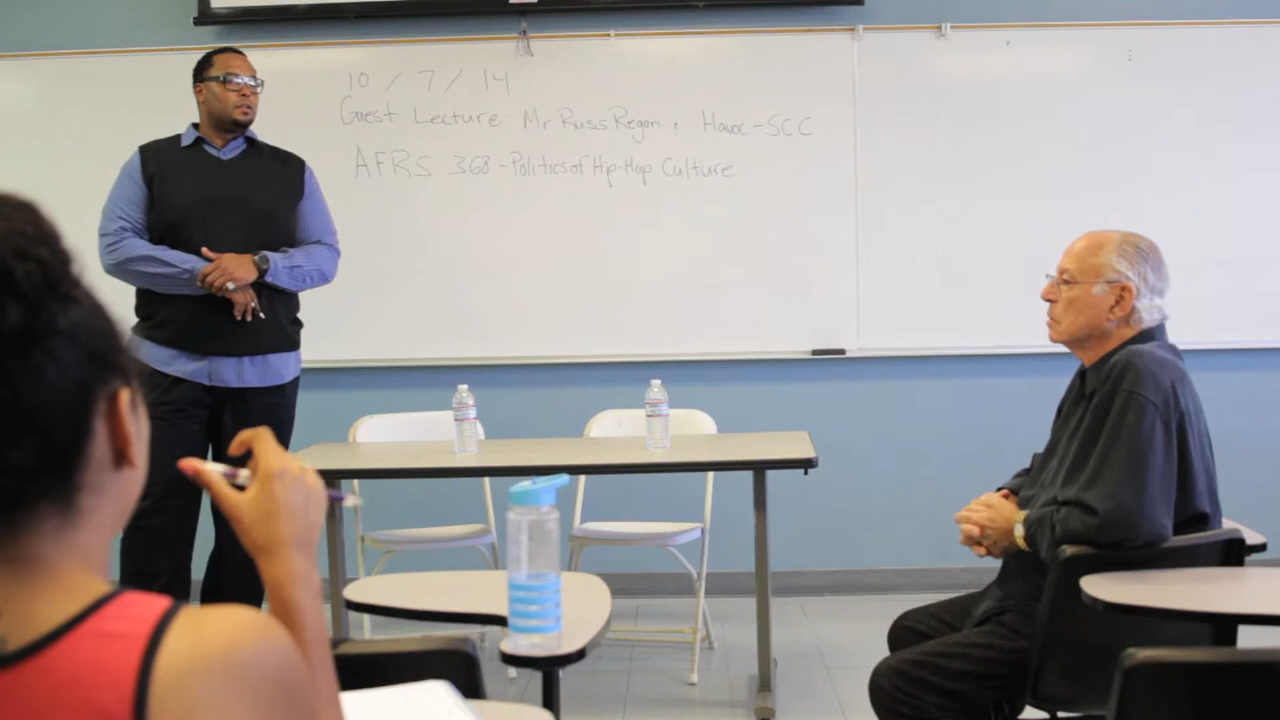 10 / 7 / 14
Guest Lecture: Mr Russ Regan & Havoc - SCC
AFRS 368 - Politics of Hip-Hop Culture